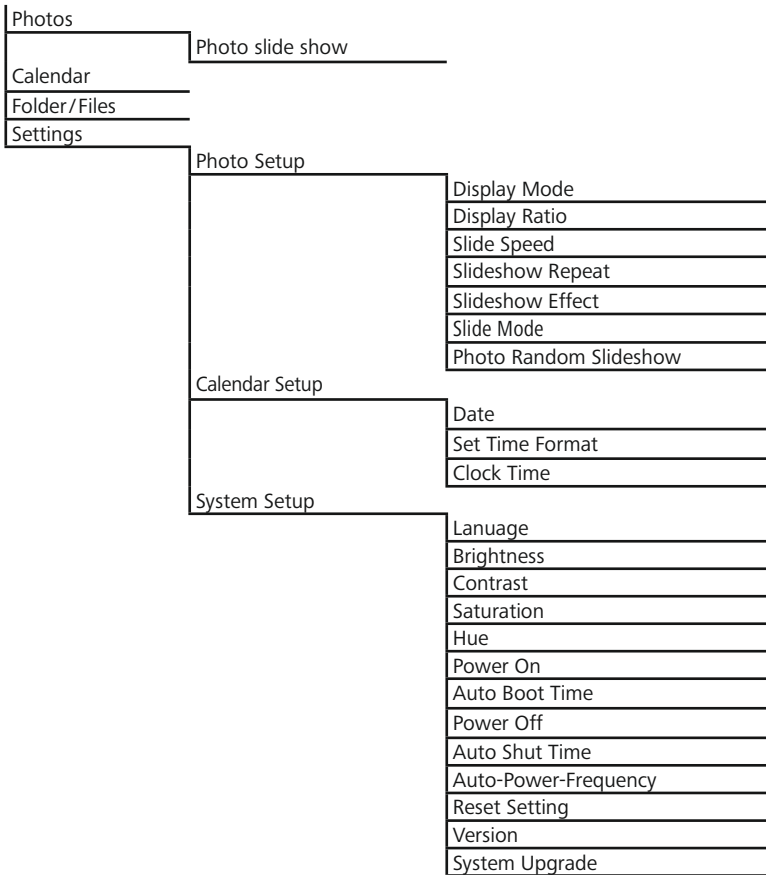 Photos
Photo slide show
Calendar
Folder/Files
Settings
Photo Setup
Display Mode
Display Ratio
Slide Speed
Slideshow Repeat
Slideshow Effect
Slide Mode
Photo Random Slideshow
Calendar Setup
Date
Set Time Format
Clock Time
System Setup
Lanuage
Brightness
Contrast
Saturation
Hue
Power On
Auto Boot Time
Power Off
Auto Shut Time
Auto-Power-Frequency
Reset Setting
Version
System Upgrade